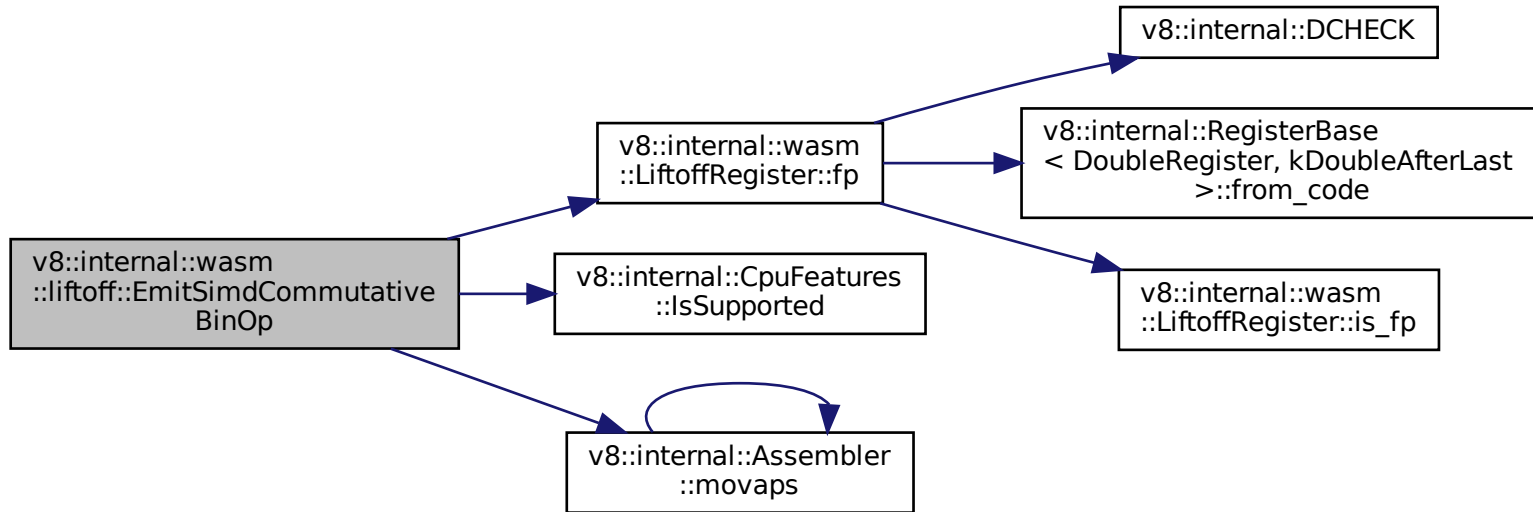 v8::internal::wasm
::liftoff::EmitSimdCommutative
BinOp
v8::internal::wasm
::LiftoffRegister::fp
v8::internal::DCHECK
v8::internal::RegisterBase
< DoubleRegister, kDoubleAfterLast
>::from_code
v8::internal::wasm
::LiftoffRegister::is_fp
v8::internal::CpuFeatures
::IsSupported
v8::internal::Assembler
::movaps